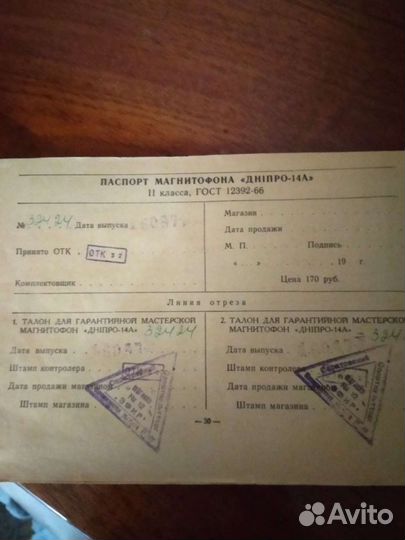 ПАСПОРТ МАГНИТОФОНА «ДНІПРО-14А»
II класса, ГОСТ 12392-66
№ 32424 Дата выпуска
Принято ОТК ОТК
Комплектовщик
Магазин
Дата продажи
М. П. Подпись
« » 19 г.
Цена 170 руб.
Линия отреза
1. ТАЛОН ДЛЯ ГАРАНТИЙНОЙ МАСТЕРСКОЙ
МАГНИТОФОН «ДНІПРО-14А» 32424
Дата выпуска
Штамп контролера
Дата продажи магазином
Штамп магазина
2. ТАЛОН ДЛЯ ГАРАНТИЙНОЙ МАСТЕРСКОЙ
МАГНИТОФОН «ДНІПРО-14А» 324
Дата выпуска
Штамп контролера
Дата продажи магазином
Штамп магазина
— 30 —
Avito